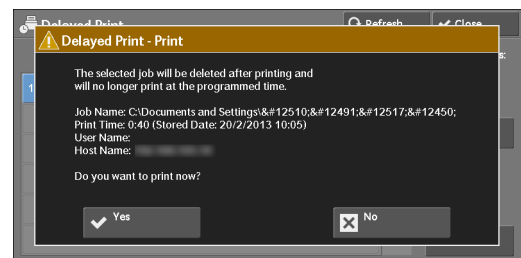 Delayed Print
Refresh
Close
Delayed Print - Print
s:
The selected job will be deleted after printing and
will no longer print at the programmed time.
1
Job Name: C:\Documents and Settings\&#12510;&#12491;&#12517;&#12450;
Print Time: 0:40 (Stored Date: 20/2/2013 10:05)
User Name:
Host Name:
Do you want to print now?
Yes
No